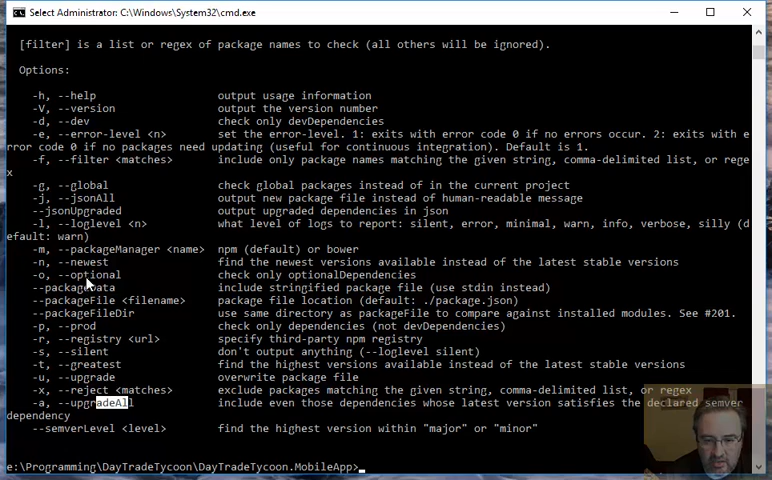 Select Administrator: C:\Windows\System32\cmd.exe
[filter] is a list or regex of package names to check (all others will be ignored).
Options:
-h, --help output usage information
-V, --version output the version number
-d, --dev check only devDependencies
-e, --error-level <n> set the error-level. 1: exits with error code 0 if no errors occur. 2: exits with e
rror code 0 if no packages need updating (useful for continuous integration). Default is 1.
-f, --filter <matches> include only package names matching the given string, comma-delimited list, or rege
x
-g, --global check global packages instead of in the current project
-j, --jsonAll output new package file instead of human-readable message
--jsonUpgraded output upgraded dependencies in json
-l, --loglevel <n> what level of logs to report: silent, error, minimal, warn, info, verbose, silly (d
efault: warn)
-m, --packageManager <name> npm (default) or bower
-n, --newest find the newest versions available instead of the latest stable versions
-o, --optional check only optionalDependencies
--packageData include stringified package file (use stdin instead)
--packageFile <filename> package file location (default: ./package.json)
--packageFileDir use same directory as packageFile to compare against installed modules. See #201.
-p, --prod check only dependencies (not devDependencies)
-r, --registry <url> specify third-party npm registry
-s, --silent don't output anything (--loglevel silent)
-t, --greatest find the highest versions available instead of the latest stable versions
-u, --upgrade overwrite package file
-x, --reject <matches> exclude packages matching the given string, comma-delimited list, or regex
-a, --upgradeAll include even those dependencies whose latest version satisfies the declared semver
dependency
--semverLevel <level> find the highest version within "major" or "minor"
e:\Programming\DayTradeTycoon\DayTradeTycoon.MobileApp>